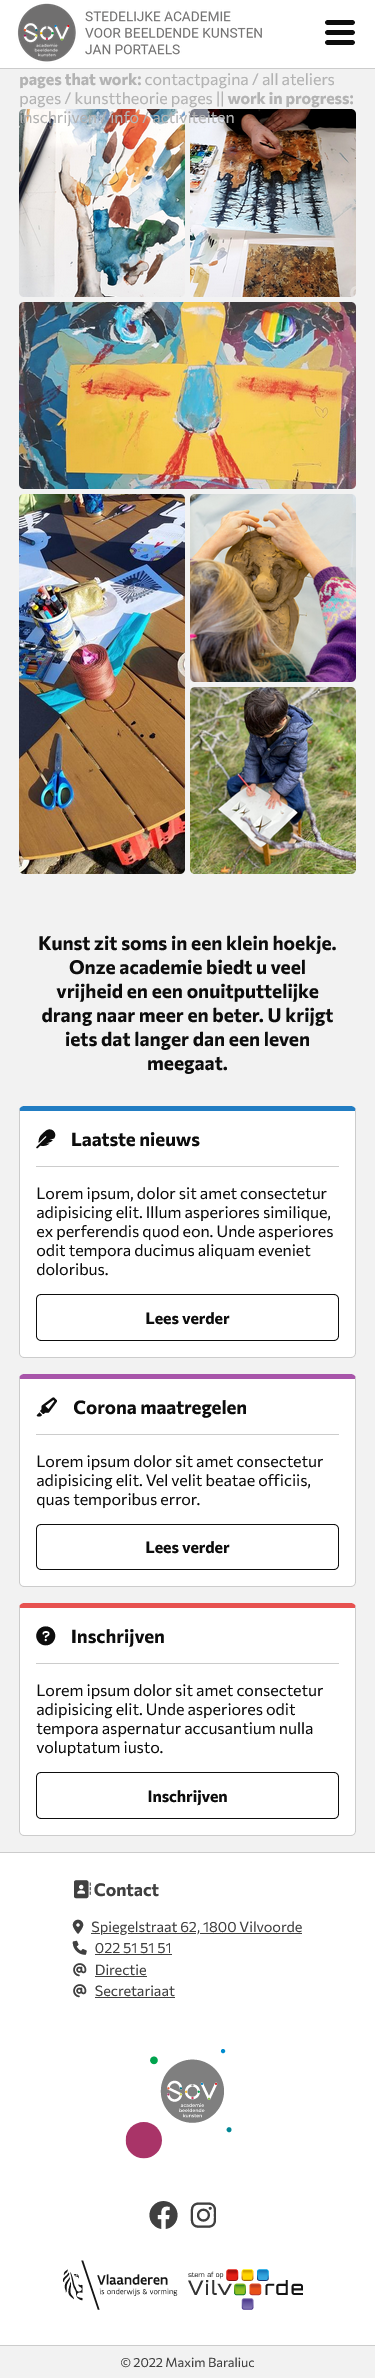 SAV
academie
beeldende
kunsten
STEDELIJKE ACADEMIE
VOOR BEELDENDE KUNSTEN
JAN PORTAELS
pages that work: contactpagina / all ateliers
pages / kunsttheorie pages || work in progress:
inschrijven / info / activiteiten
Kunst zit soms in een klein hoekje.
Onze academie biedt u veel
vrijheid en een onuitputtelijke
drang naar meer en beter. U krijgt
iets dat langer dan een leven
meegaat.
Laatste nieuws
Lorem ipsum, dolor sit amet consectetur
adipisicing elit. Illum asperiores similique,
ex perferendis quod eon. Unde asperiores
odit tempora ducimus aliquam eveniet
doloribus.
Lees verder
Corona maatregelen
Lorem ipsum dolor sit amet consectetur
adipisicing elit. Vel velit beatae officiis,
quas temporibus error.
Lees verder
Inschrijven
Lorem ipsum dolor sit amet consectetur
adipisicing elit. Unde asperiores odit
tempora aspernatur accusantium nulla
voluptatum iusto.
Inschrijven
Contact
Spiegelstraat 62, 1800 Vilvoorde
022 51 51 51
Directie
Secretariaat
SAV
academie
beeldende
kunsten
Vlaanderen
is onderwijs & vorming
stem af op
Vilvoorde
© 2022 Maxim Baraliuc